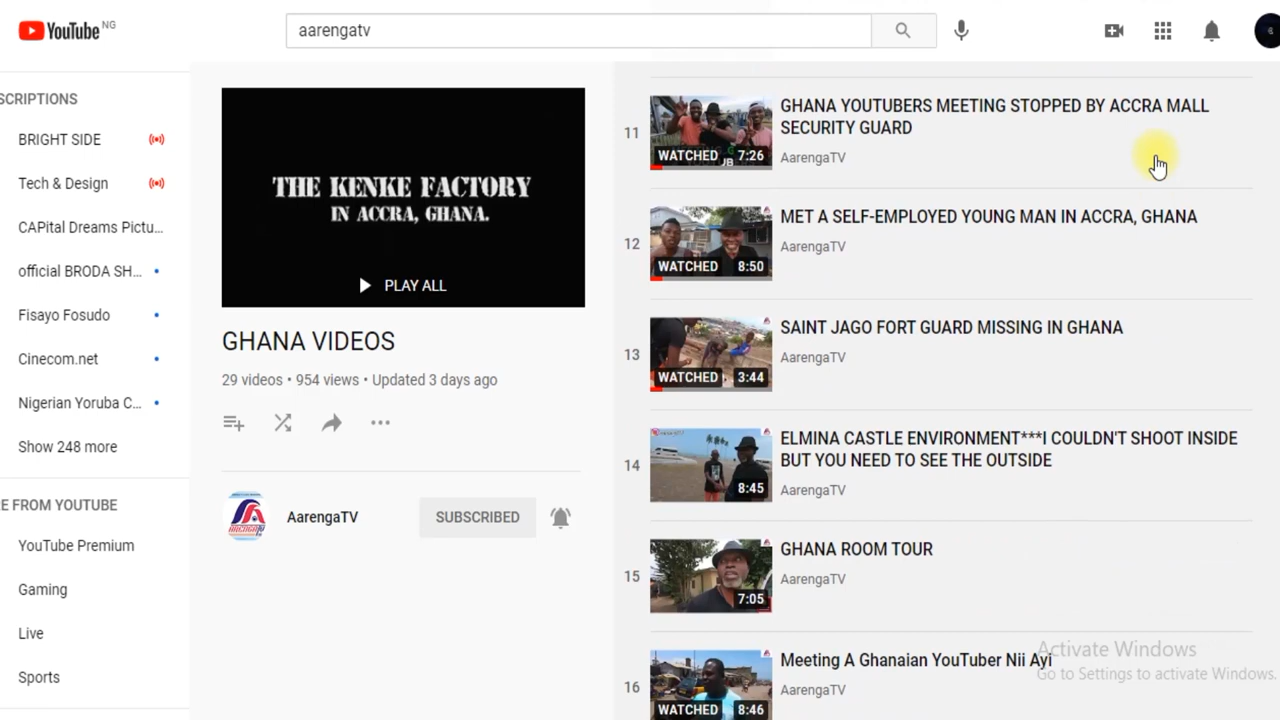 YouTube NG
aarengatv
SCRIPTIONS
BRIGHT SIDE
Tech & Design
CAPital Dreams Pictu...
official BRODA SH...
Fisayo Fosudo
Cinecom.net
Nigerian Yoruba C...
Show 248 more
E FROM YOUTUBE
YouTube Premium
Gaming
Live
Sports
THE KENKE FACTORY
IN ACCRA, GHANA.
PLAY ALL
GHANA VIDEOS
29 videos • 954 views • Updated 3 days ago
AarengaTV
SUBSCRIBED
11
WATCHED 7:26
GHANA YOUTUBERS MEETING STOPPED BY ACCRA MALL
SECURITY GUARD
AarengaTV
12
WATCHED 8:50
MET A SELF-EMPLOYED YOUNG MAN IN ACCRA, GHANA
AarengaTV
13
WATCHED 3:44
SAINT JAGO FORT GUARD MISSING IN GHANA
AarengaTV
14
8:45
ELMINA CASTLE ENVIRONMENT***I COULDN'T SHOOT INSIDE
BUT YOU NEED TO SEE THE OUTSIDE
AarengaTV
15
7:05
GHANA ROOM TOUR
AarengaTV
16
WATCHED 8:46
Meeting A Ghanaian YouTuber Nii Ayi
AarengaTV
Activate Windows
Go to Settings to activate Windows.